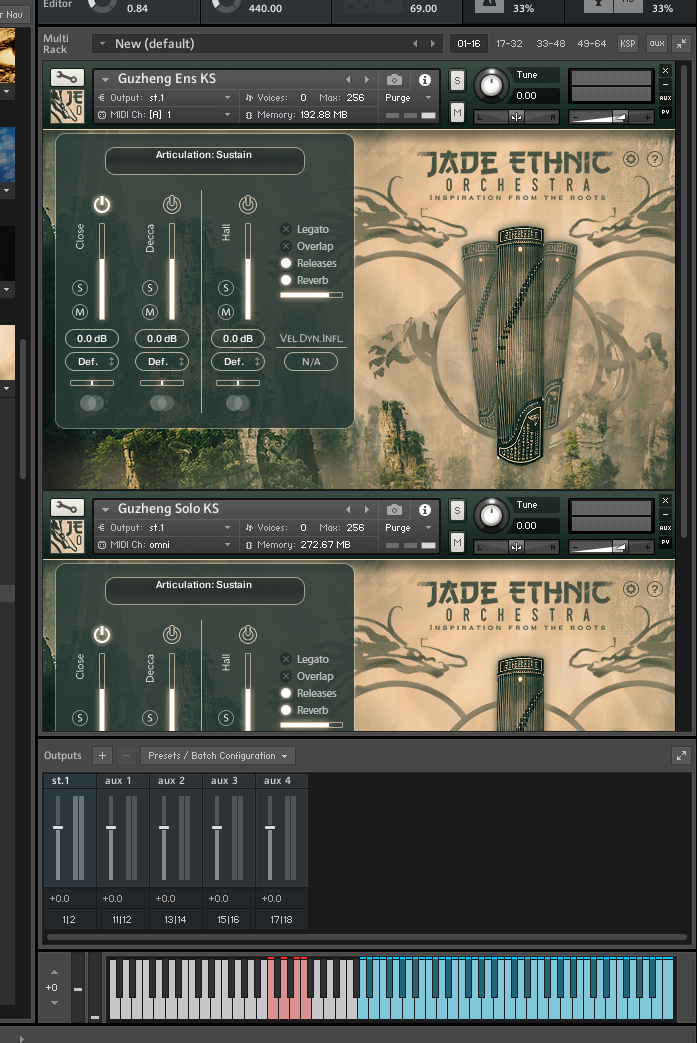 Editor
0.84
440.00
69.00
33%
33%
r Nav
Multi
Rack
New (default)
01-16
17-32
33-48
49-64
KSP
aux
Guzheng Ens KS
Output: st.1
Voices: 0 Max: 256
Purge
MIDI Ch: [A] 1
Memory: 192.88 MB
S
M
Tune
0.00
L
R
AUX
PV
Articulation: Sustain
Close
Decca
Hall
Legato
Overlap
Releases
Reverb
S
S
S
M
M
M
0.0 dB
0.0 dB
0.0 dB
Vel.Dyn.Infl.
Def.
Def.
Def.
N/A
JADE ETHNIC
ORCHESTRA
INSPIRATION FROM THE ROOTS
?
Guzheng Solo KS
Output: st.1
Voices: 0 Max: 256
Purge
MIDI Ch: omni
Memory: 272.67 MB
S
M
Tune
0.00
L
R
AUX
PV
Articulation: Sustain
Close
Decca
Hall
Legato
Overlap
Releases
Reverb
S
S
S
JADE ETHNIC
ORCHESTRA
INSPIRATION FROM THE ROOTS
?
Outputs
+
Presets / Batch Configuration
st.1
aux 1
aux 2
aux 3
aux 4
+0.0
+0.0
+0.0
+0.0
+0.0
1|2
11|12
13|14
15|16
17|18
+0